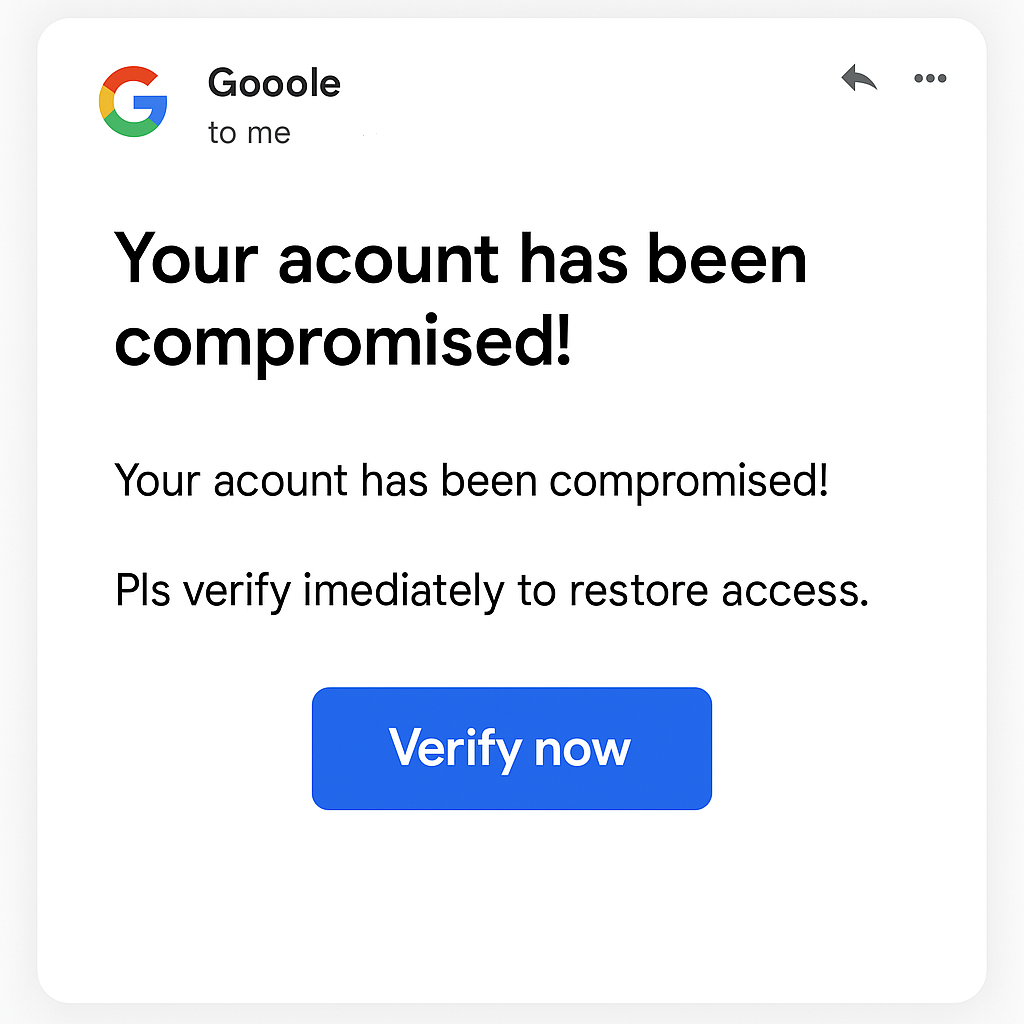 Gooole
to me
Your acount has been
compromised!
Your acount has been compromised!
Pls verify imediately to restore access.
Verify now